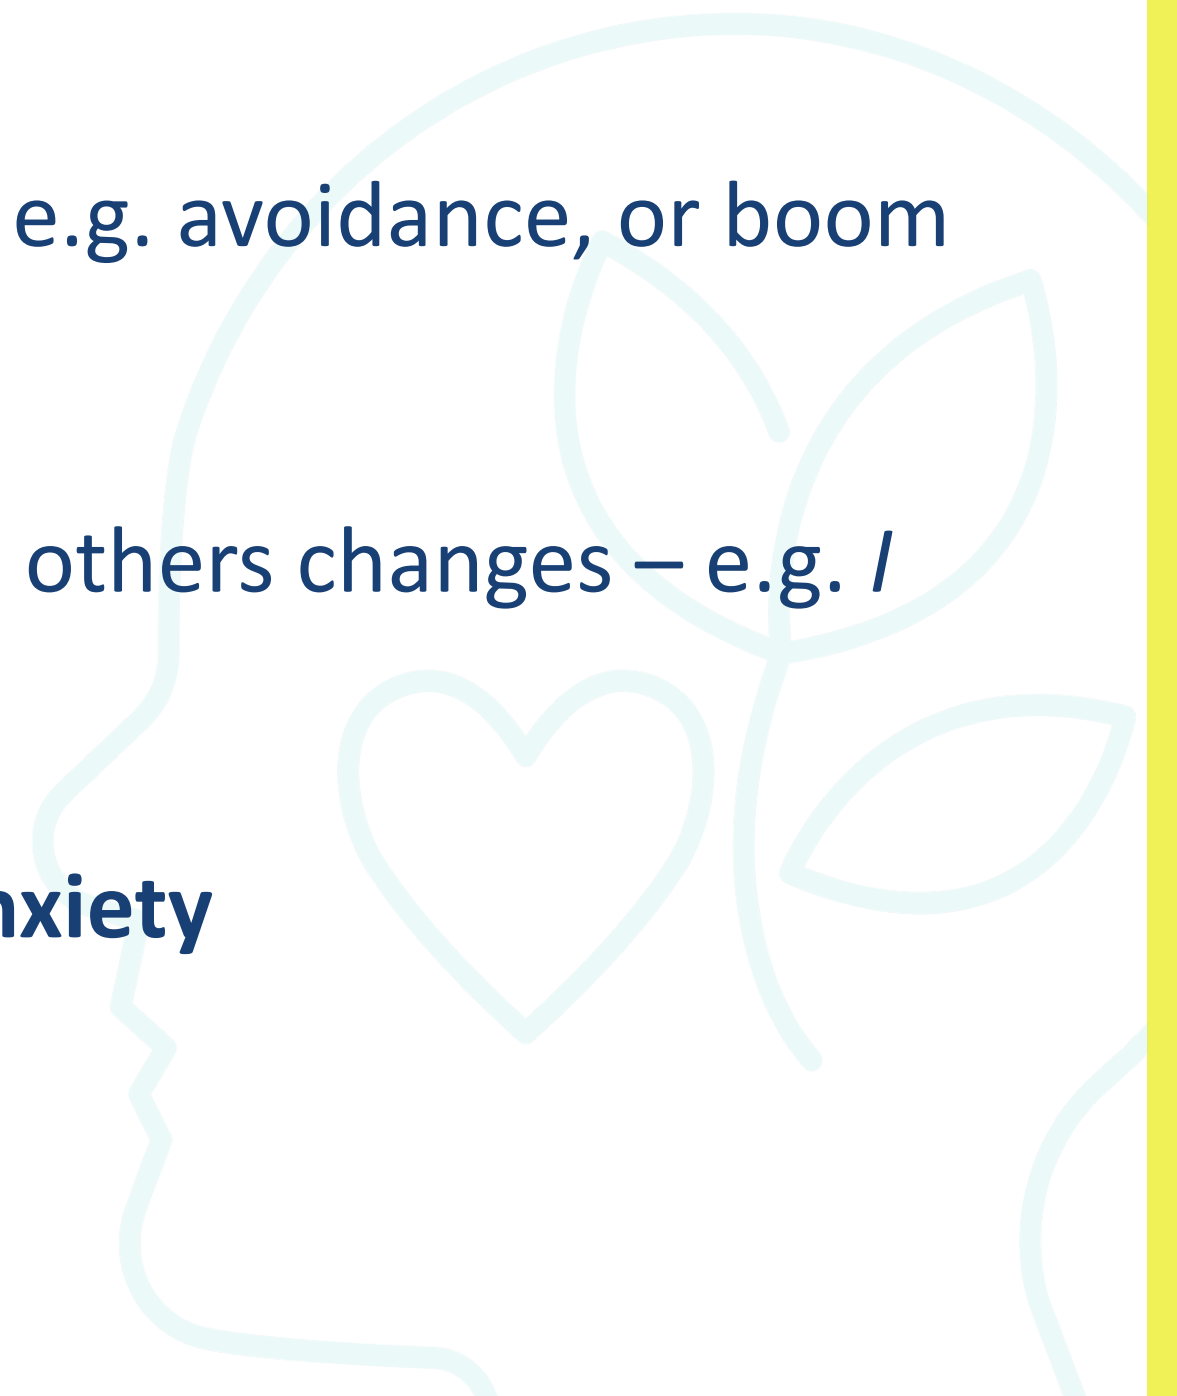 e.g. avoidance, or boom
others changes – e.g. I
nxiety